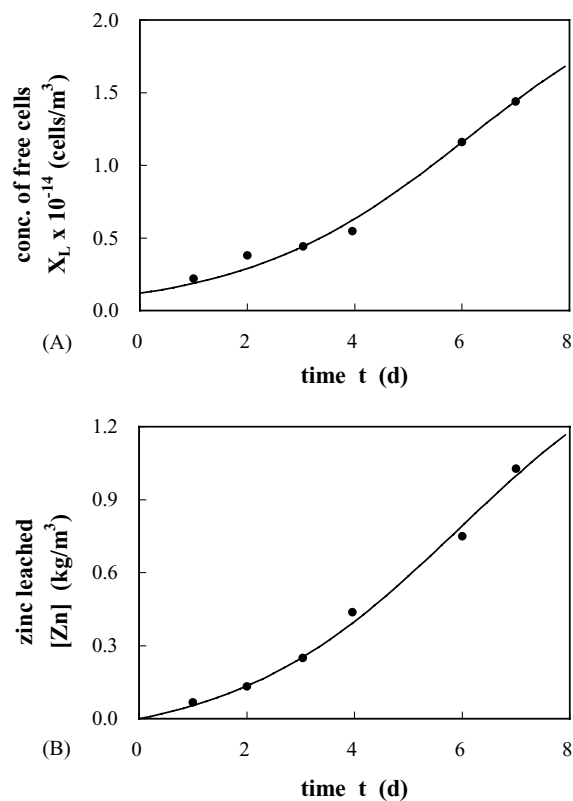 2.0
1.5
1.0
0.5
0.0
conc. of free cells
X_L x 10^-14 (cells/m^3)
(A)
0 2 4 6 8
time t (d)
1.2
0.9
0.6
0.3
0.0
zinc leached
[Zn] (kg/m^3)
(B)
0 2 4 6 8
time t (d)